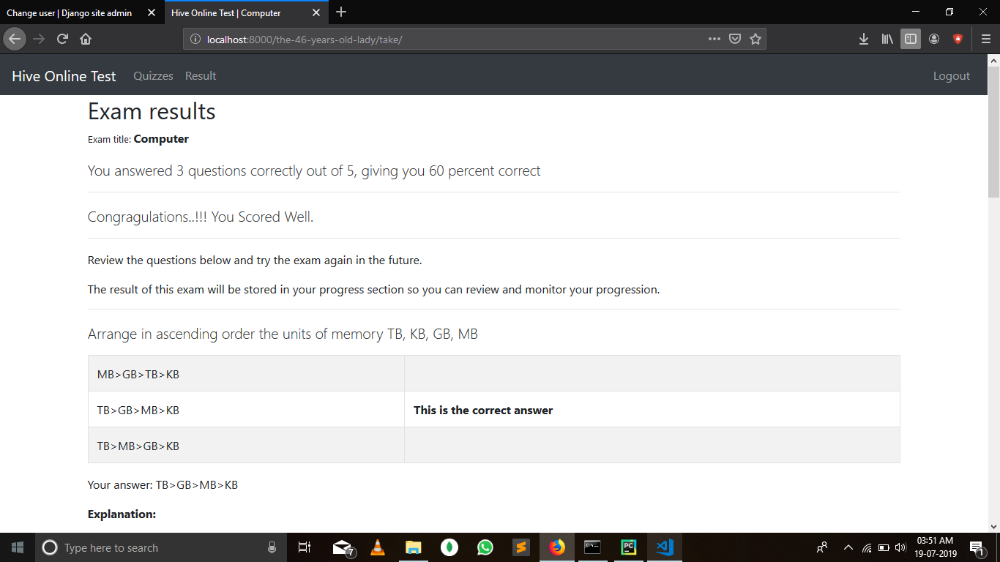 Change user | Django site admin
Hive Online Test | Computer
localhost:8000/the-46-years-old-lady/take/
Hive Online Test Quizzes Result Logout
Exam results
Exam title: Computer
You answered 3 questions correctly out of 5, giving you 60 percent correct
Congragulations..!!! You Scored Well.
Review the questions below and try the exam again in the future.
The result of this exam will be stored in your progress section so you can review and monitor your progression.
Arrange in ascending order the units of memory TB, KB, GB, MB
MB>GB>TB>KB
TB>GB>MB>KB This is the correct answer
TB>MB>GB>KB
Your answer: TB>GB>MB>KB
Explanation:
Type here to search
7
PC
03:51 AM
19-07-2019
1